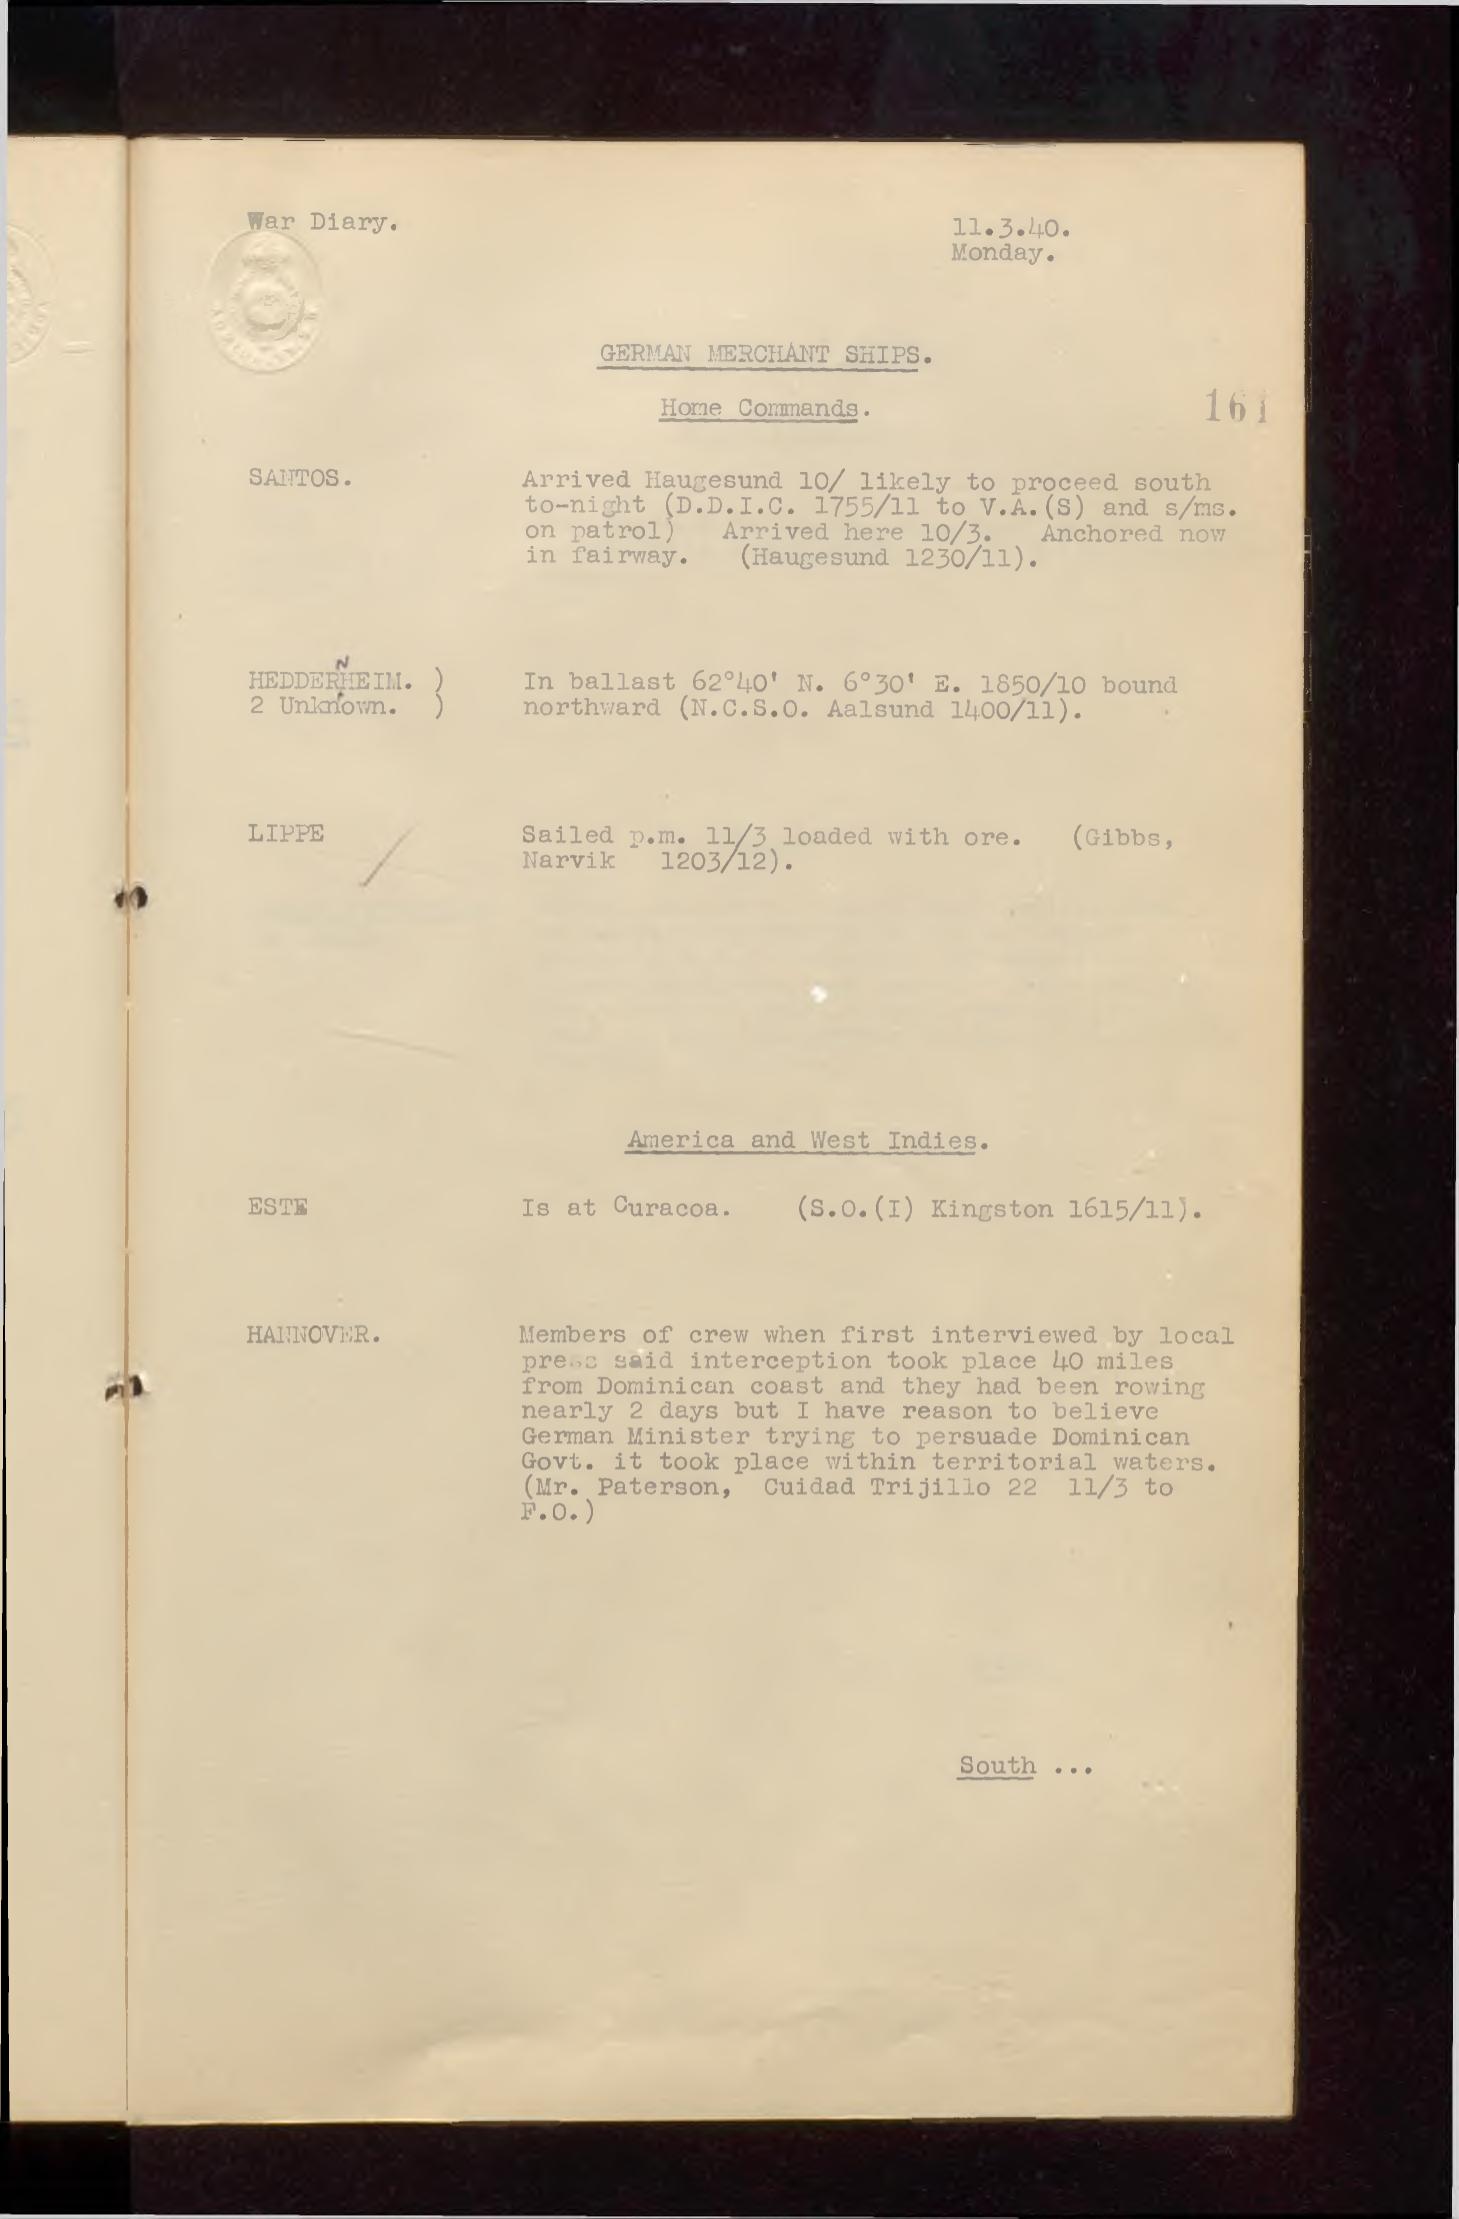 War Diary.
11.3.40.
Monday.
GERMAN MERCHANT SHIPS.
Home Commands.
161
SANTOS.
Arrived Haugesund 10/ likely to proceed south
to-night (D.D.I.C. 1755/11 to V.A.(S) and s/ms.
on patrol) Arrived here 10/3. Anchored now
in fairway. (Haugesund 1230/11).
N
HEDDERHEIM. )
2 Unknown. )
In ballast 62°40' N. 6°30' E. 1850/10 bound
northward (N.C.S.O. Aalsund 1400/11).
LIPPE
Sailed p.m. 11/3 loaded with ore. (Gibbs,
Narvik 1203/12).
America and West Indies.
ESTE
Is at Curacoa. (S.O.(I) Kingston 1615/11).
HANNOVER.
Members of crew when first interviewed by local
press said interception took place 40 miles
from Dominican coast and they had been rowing
nearly 2 days but I have reason to believe
German Minister trying to persuade Dominican
Govt. it took place within territorial waters.
(Mr. Paterson, Cuidad Trijillo 22 11/3 to
F.O.)
South ...